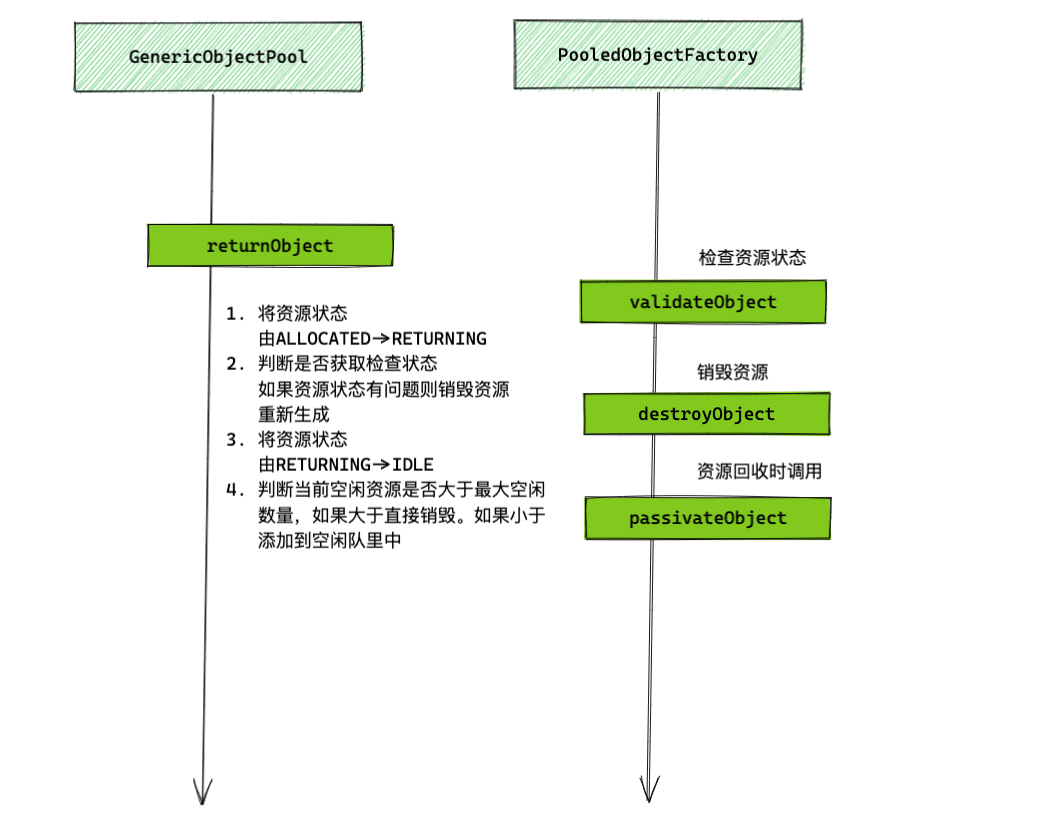 GenericObjectPool
PooledObjectFactory
returnObject
1. 将资源状态
由ALLOCATED→RETURNING
2. 判断是否获取检查状态
如果资源状态有问题则销毁资源
重新生成
3. 将资源状态
由RETURNING→IDLE
4. 判断当前空闲资源是否大于最大空闲
数量，如果大于直接销毁。如果小于
添加到空闲队里中
检查资源状态
validateObject
销毁资源
destroyObject
资源回收时调用
passivateObject